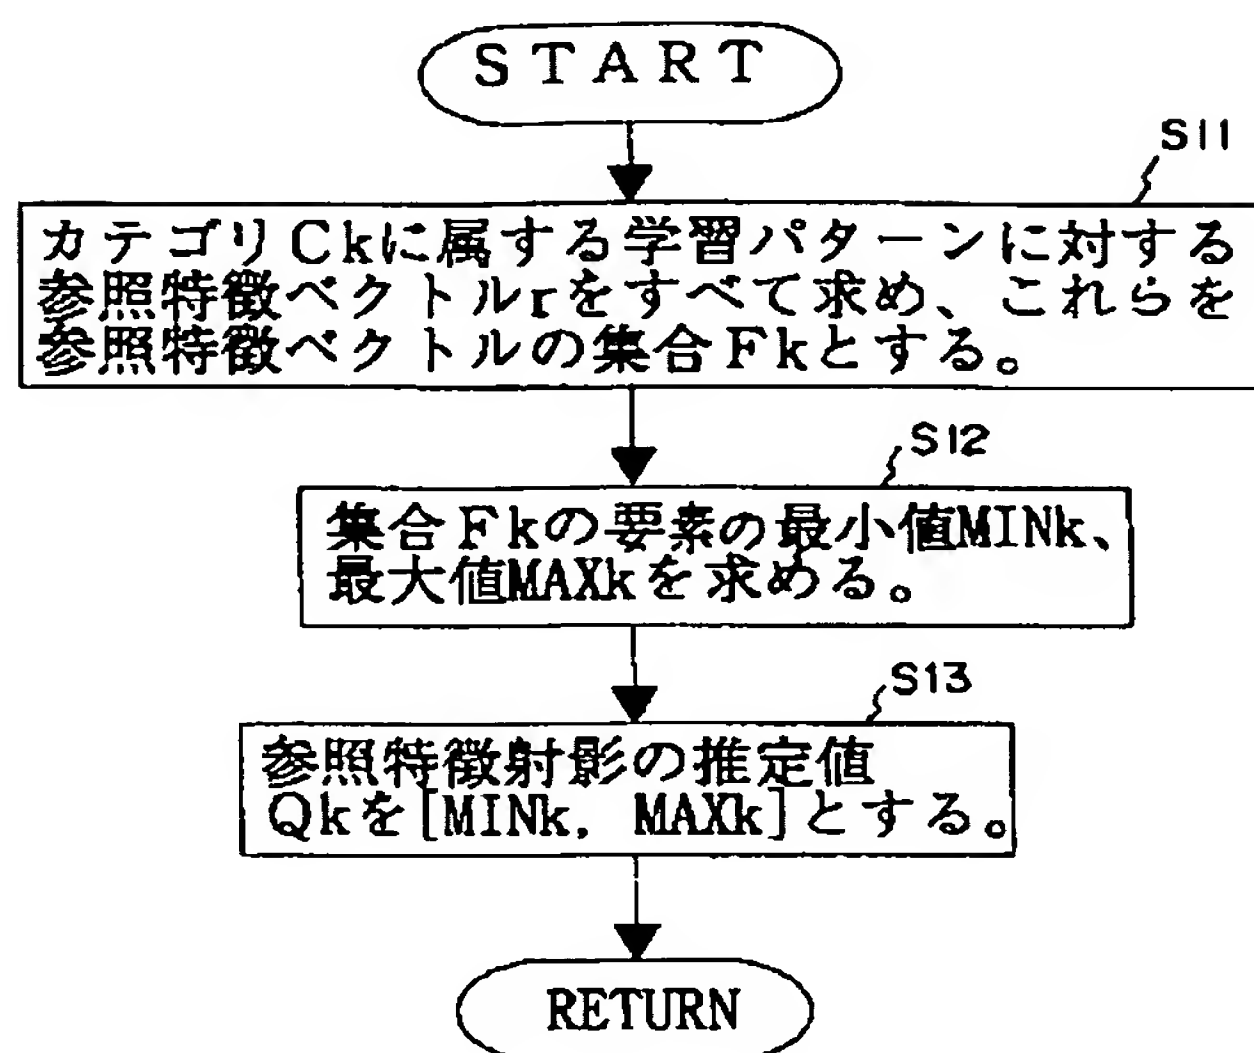 START
S11
カテゴリCkに属する学習パターンに対する
参照特徴ベクトルrをすべて求め、これらを
参照特徴ベクトルの集合Fkとする。
S12
集合Fkの要素の最小値MINk、
最大値MAXkを求める。
S13
参照特徴射影の推定値
Qkを[MINk, MAXk]とする。
RETURN